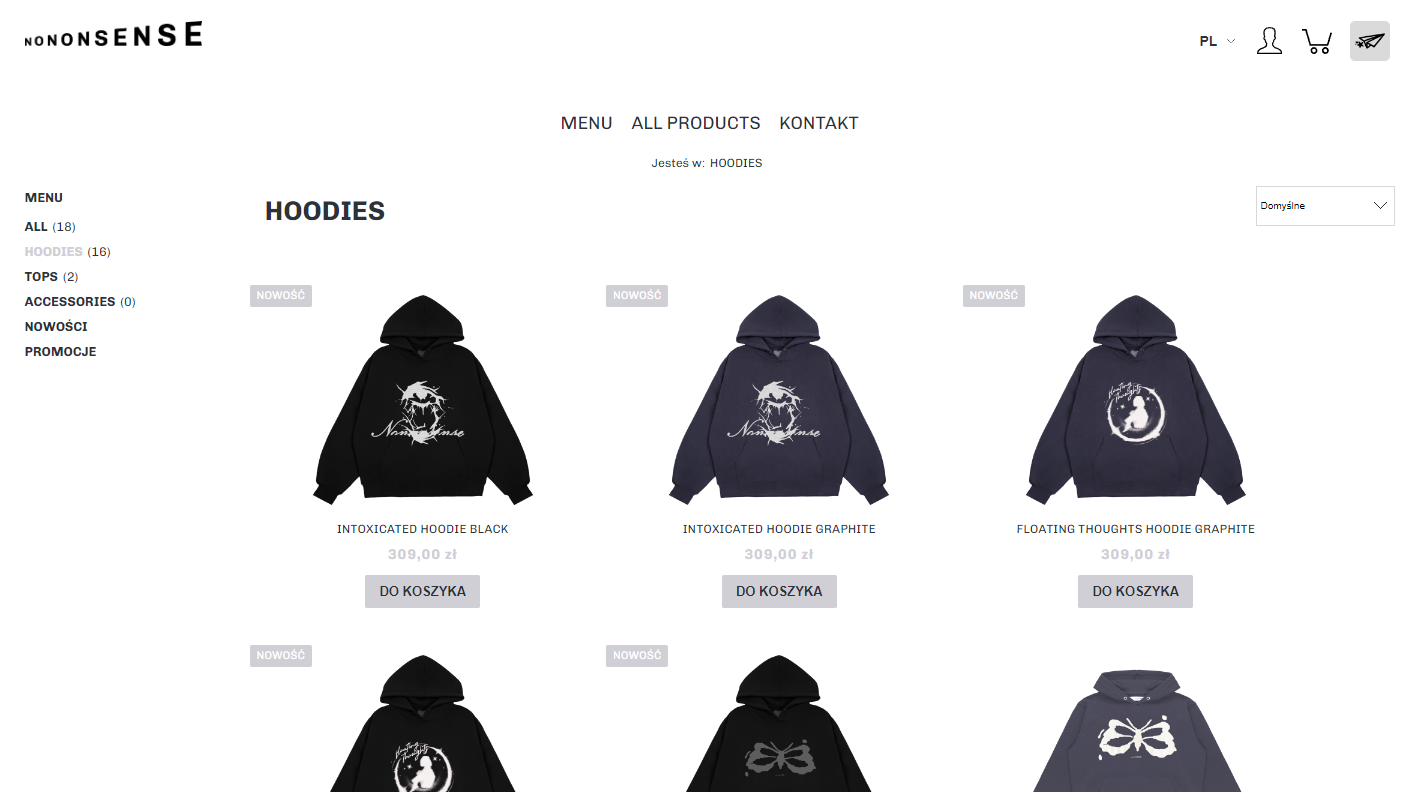 NONONSENSE
PL
MENU ALL PRODUCTS KONTAKT
Jesteś w: HOODIES
MENU
ALL (18)
HOODIES (16)
TOPS (2)
ACCESSORIES (0)
NOWOŚCI
PROMOCJE
HOODIES
Domyślne
NOWOŚĆ
NOWOŚĆ
NOWOŚĆ
Nononsense
Nononsense
floating
thoughts
INTOXICATED HOODIE BLACK
INTOXICATED HOODIE GRAPHITE
FLOATING THOUGHTS HOODIE GRAPHITE
309,00 zł
309,00 zł
309,00 zł
DO KOSZYKA
DO KOSZYKA
DO KOSZYKA
NOWOŚĆ
NOWOŚĆ
floating
thoughts